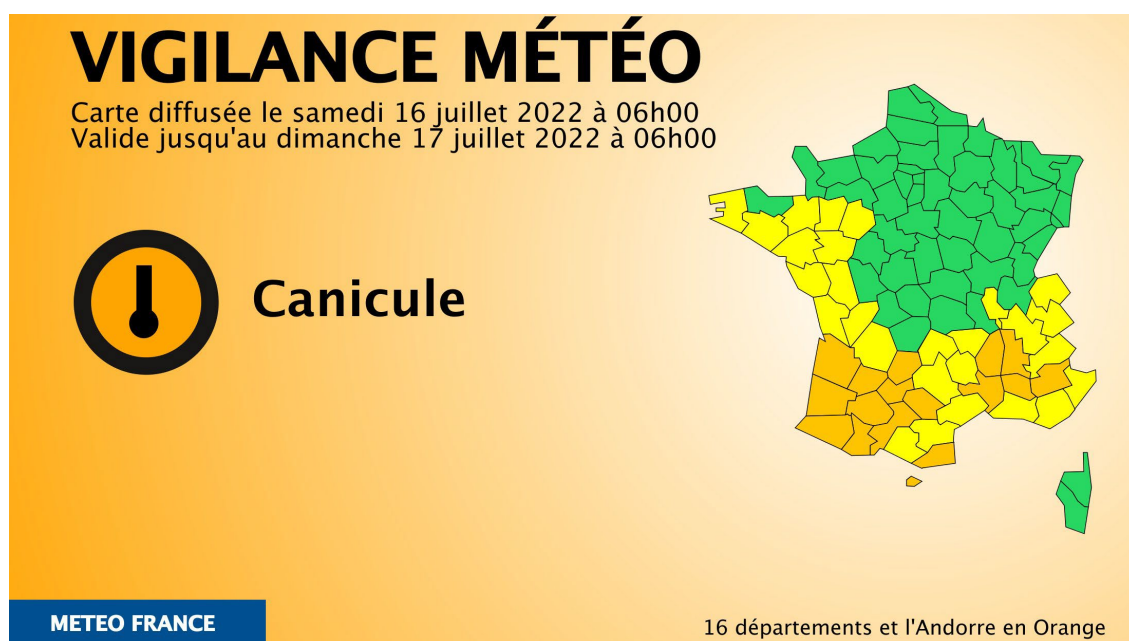 VIGILANCE MÉTÉO
Carte diffusée le samedi 16 juillet 2022 à 06h00
Valide jusqu'au dimanche 17 juillet 2022 à 06h00
Canicule
METEO FRANCE
16 départements et l'Andorre en Orange